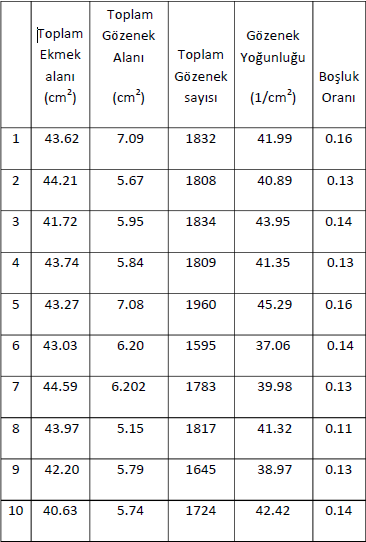 Toplam Ekmek alanı (cm²) Toplam Gözenek Alanı (cm²) Toplam Gözenek sayısı Gözenek Yoğunluğu (1/cm²) Boşluk Oranı
1 43.62 7.09 1832 41.99 0.16
2 44.21 5.67 1808 40.89 0.13
3 41.72 5.95 1834 43.95 0.14
4 43.74 5.84 1809 41.35 0.13
5 43.27 7.08 1960 45.29 0.16
6 43.03 6.20 1595 37.06 0.14
7 44.59 6.202 1783 39.98 0.13
8 43.97 5.15 1817 41.32 0.11
9 42.20 5.79 1645 38.97 0.13
10 40.63 5.74 1724 42.42 0.14